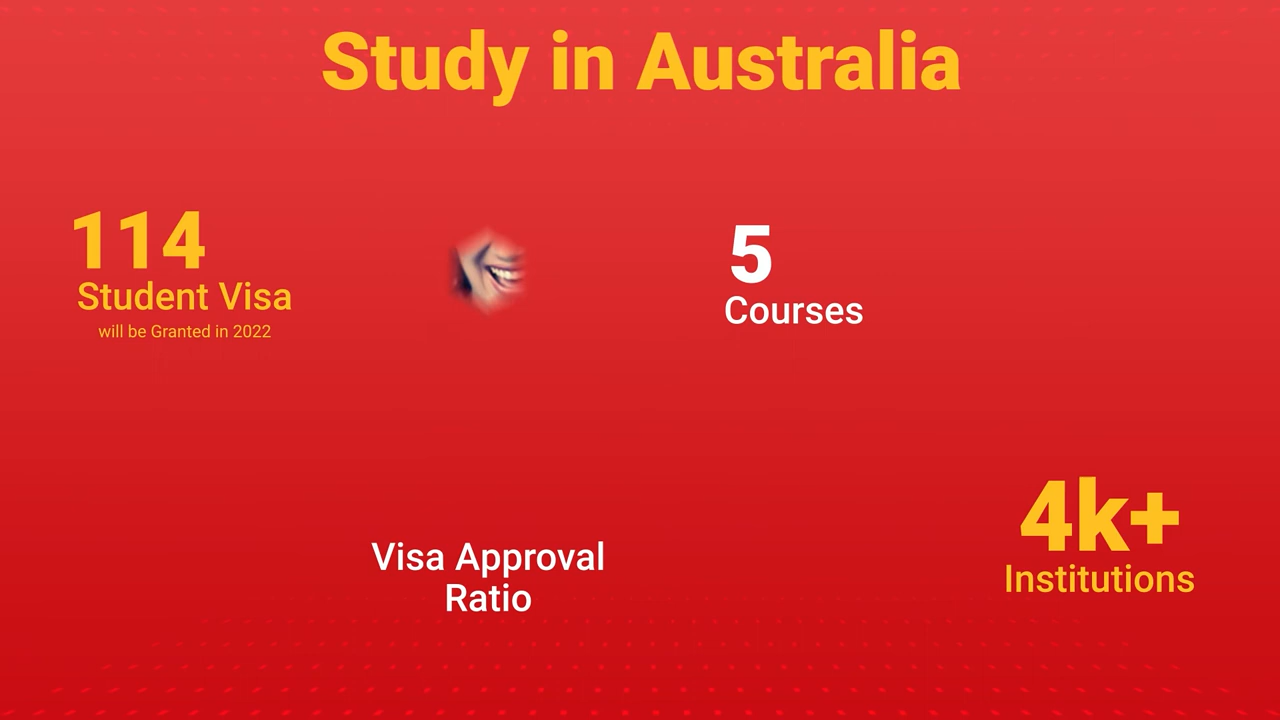 Study in Australia
114
Student Visa
will be Granted in 2022
5
Courses
4k+
Institutions
Visa Approval
Ratio